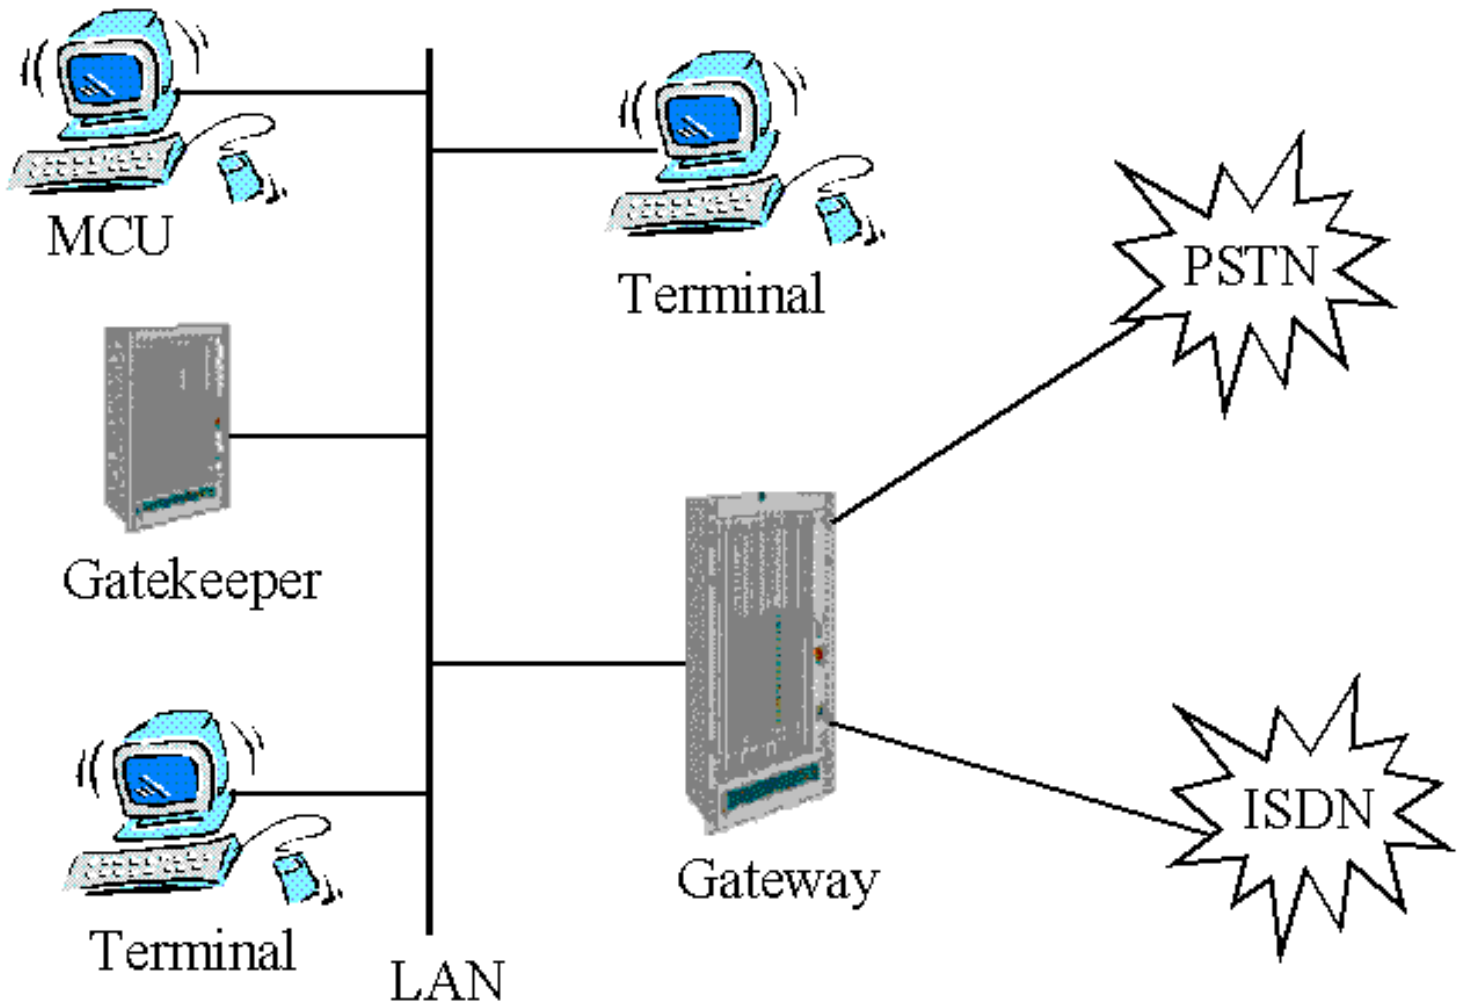 MCU
Terminal
PSTN
Gatekeeper
ISDN
Gateway
Terminal
LAN